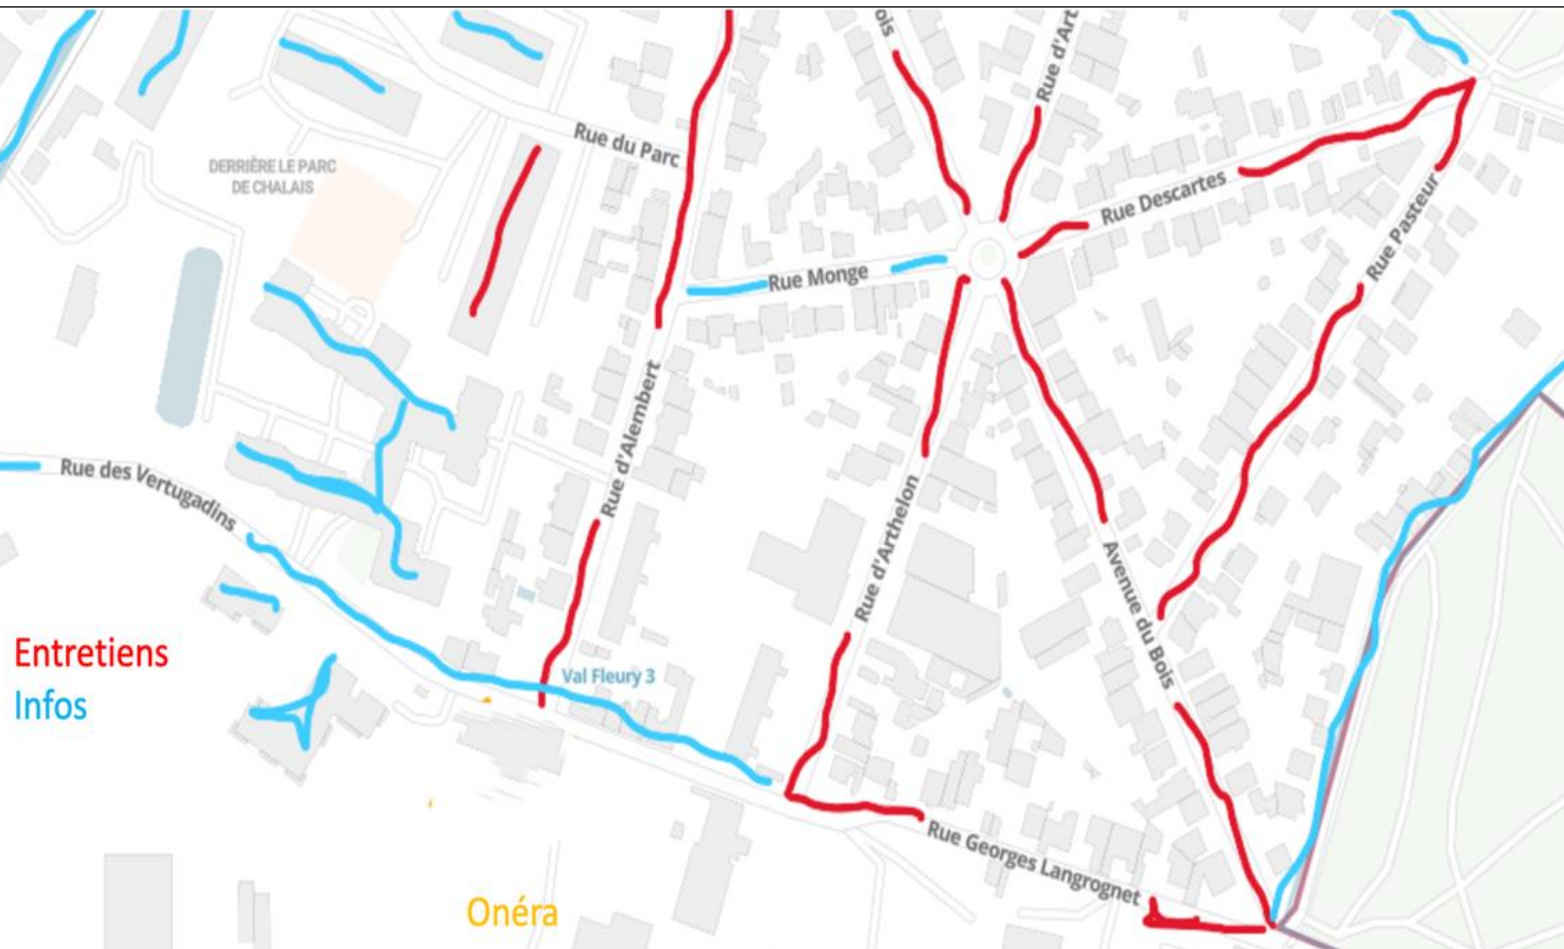 ois
Rue d'Art
Rue du Parc
DERRIÈRE LE PARC
DE CHALAIS
Rue Descartes
Rue Pasteur
Rue Monge
Rue d'Alembert
Rue des Vertugadins
Rue d'Arthelon
Avenue du Bois
Entretiens
Infos
Val Fleury 3
Rue Georges Langrognet
Onéra